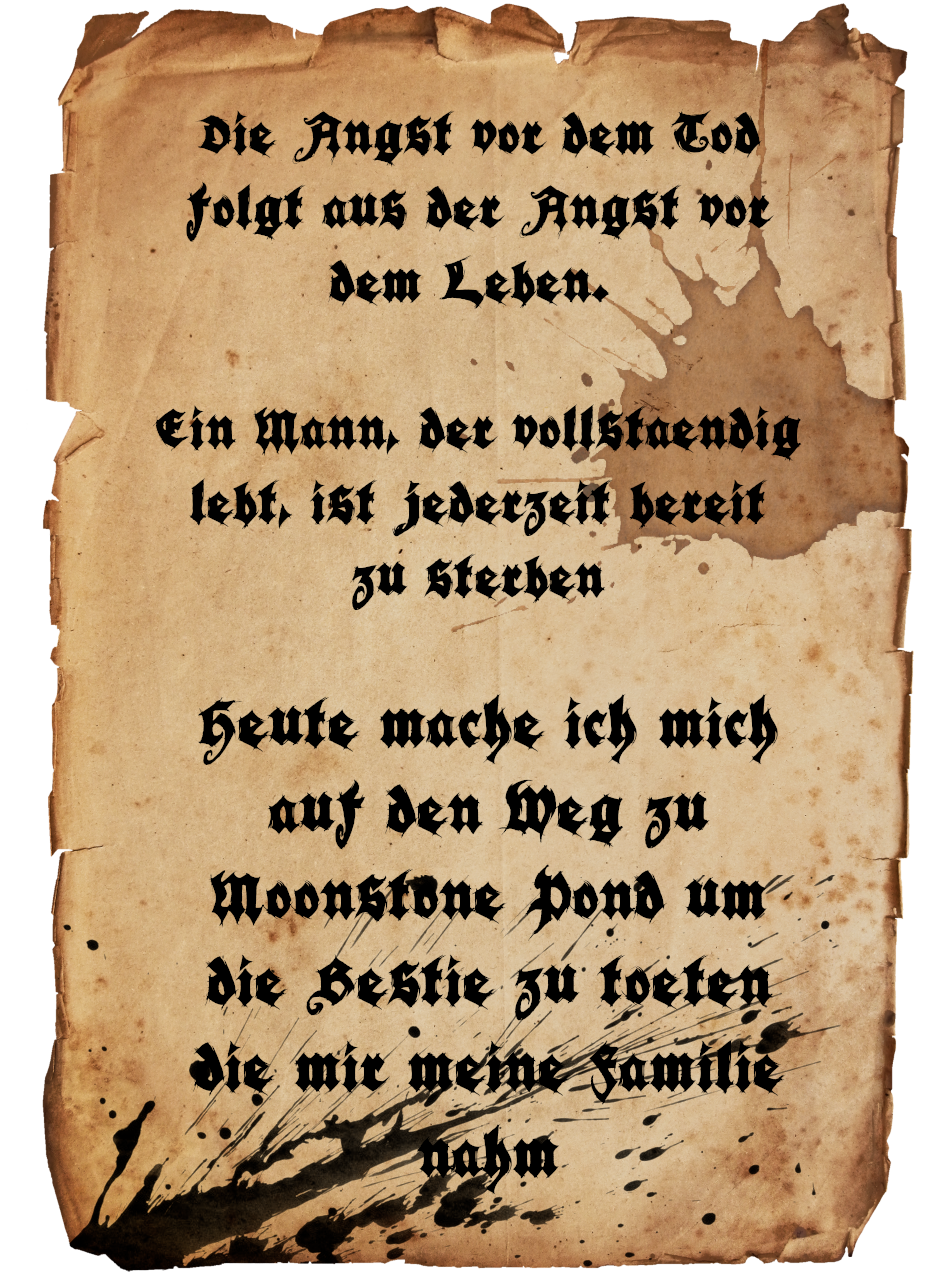 Die Angst vor dem Tod
folgt aus der Angst vor
dem Leben.
Ein Mann, der vollstaendig
lebt, ist jederzeit bereit
zu sterben
Heute mache ich mich
auf den Weg zu
Moonstone Pond um
die Bestie zu toeten
die mir meine Familie
nahm